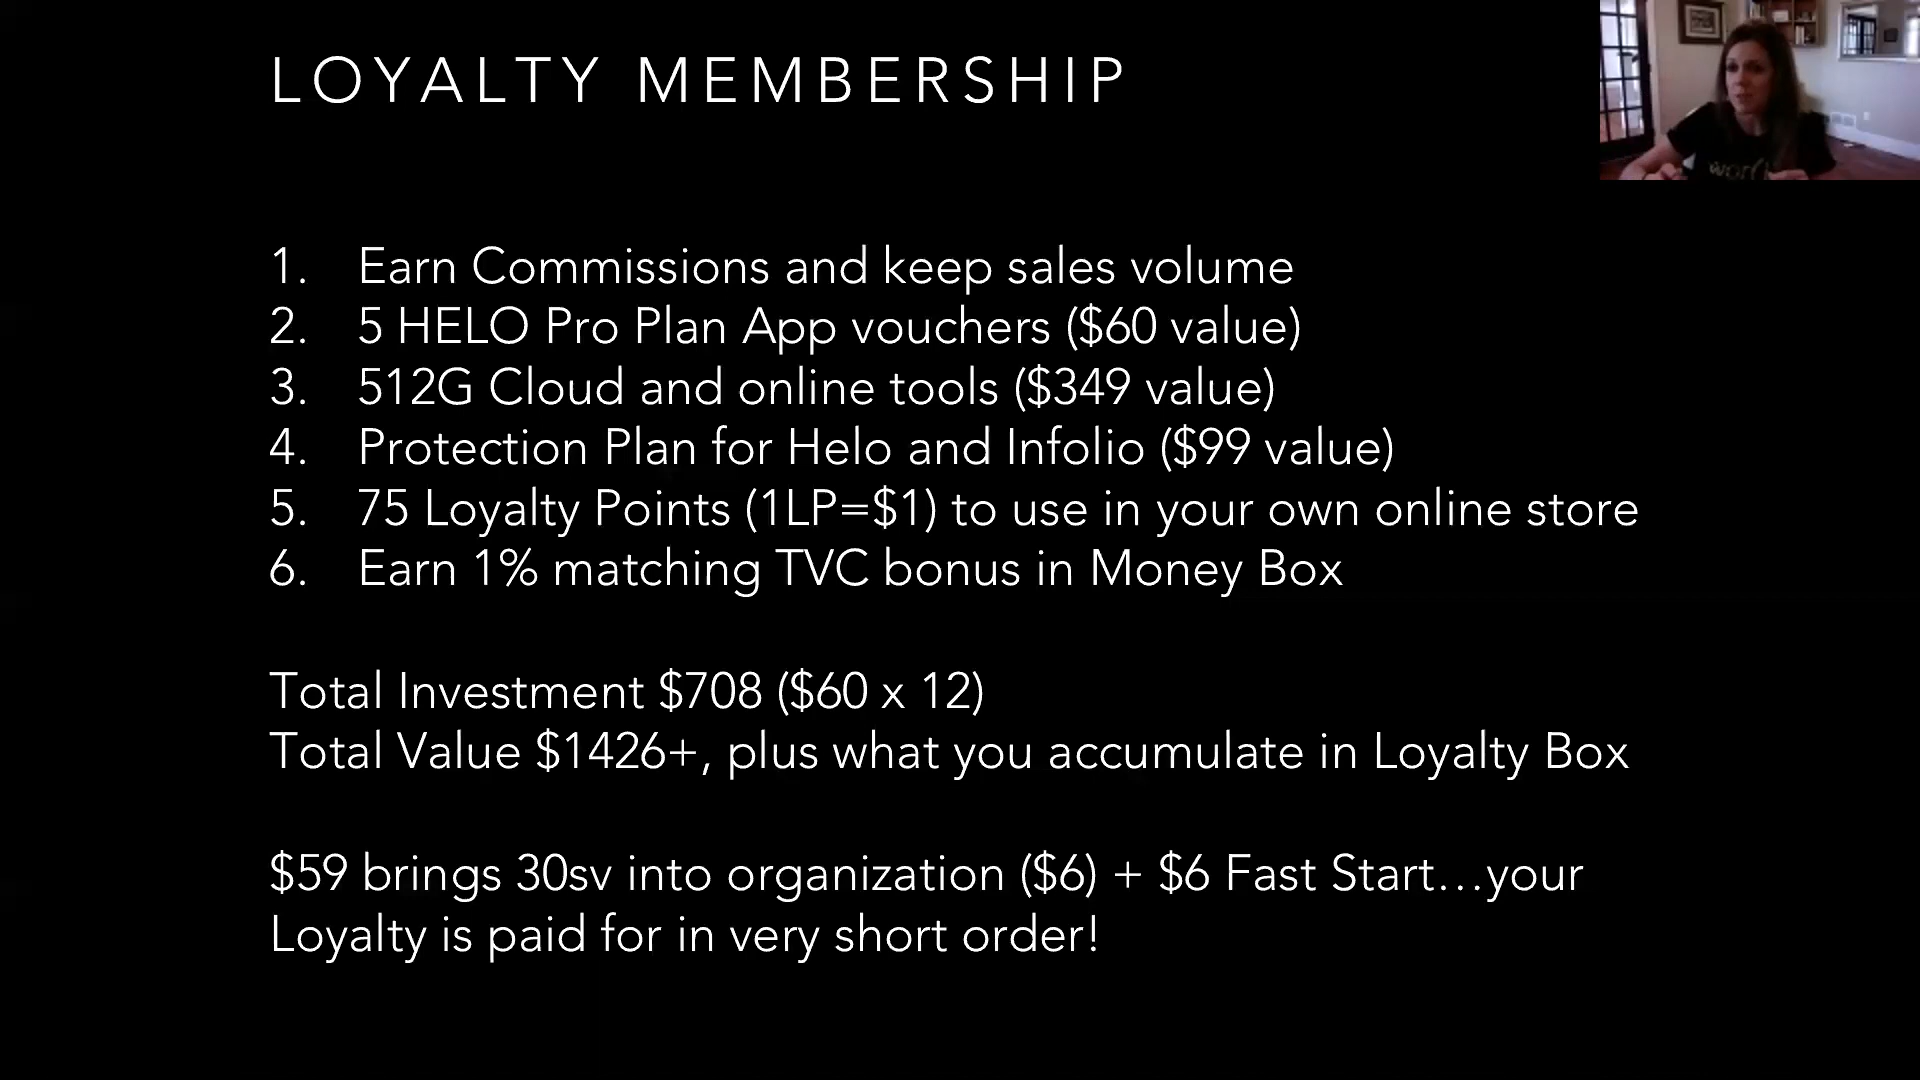 LOYALTY MEMBERSHIP
1. Earn Commissions and keep sales volume
2. 5 HELO Pro Plan App vouchers ($60 value)
3. 512G Cloud and online tools ($349 value)
4. Protection Plan for Helo and Infolio ($99 value)
5. 75 Loyalty Points (1LP=$1) to use in your own online store
6. Earn 1% matching TVC bonus in Money Box
Total Investment $708 ($60 x 12)
Total Value $1426+, plus what you accumulate in Loyalty Box
$59 brings 30sv into organization ($6) + $6 Fast Start...your
Loyalty is paid for in very short order!